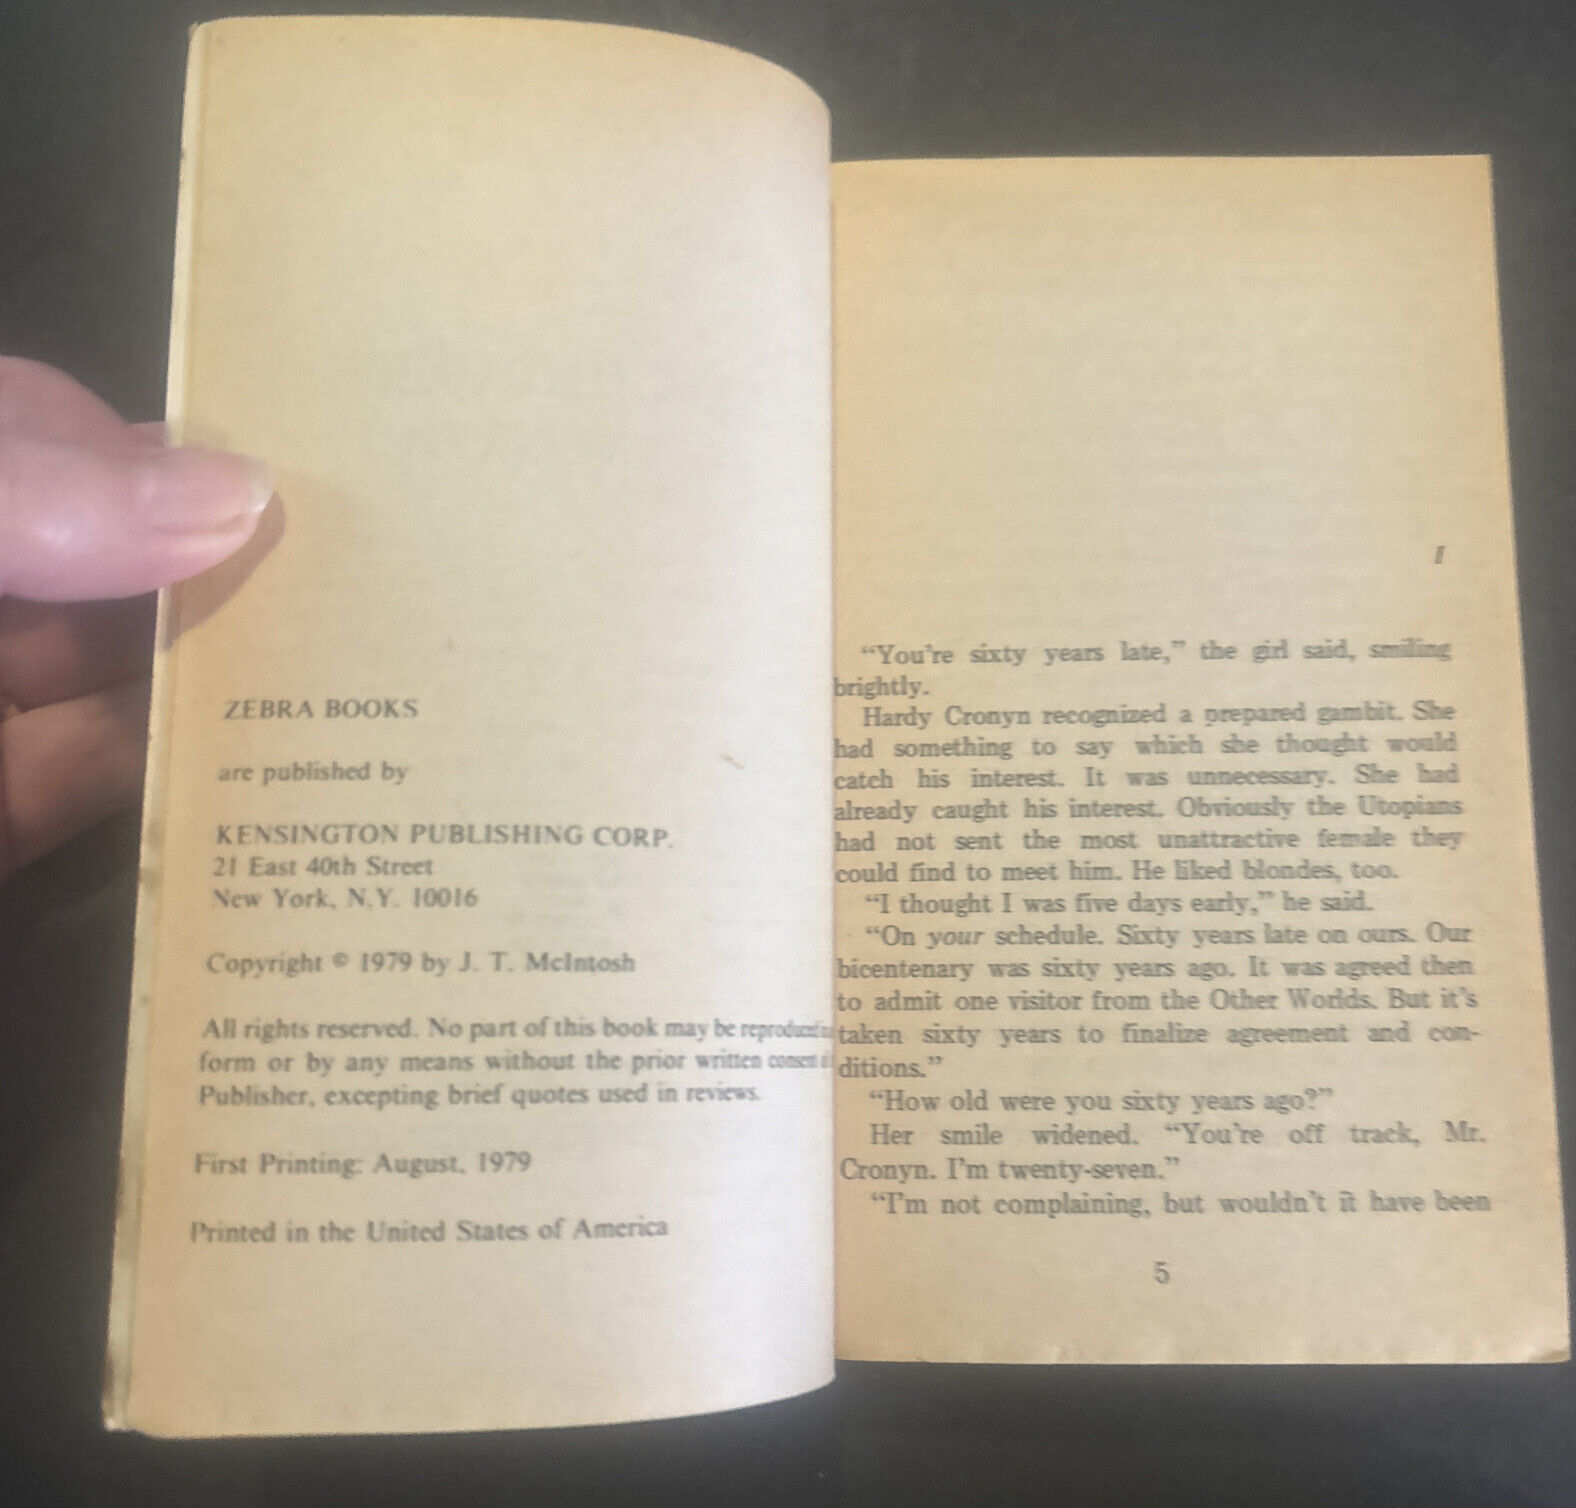 ZEBRA BOOKS
are published by
KENSINGTON PUBLISHING CORP.
21 East 40th Street
New York, N.Y. 10016
Copyright © 1979 by J. T. McIntosh
All rights reserved. No part of this book may be reproduced
form or by any means without the prior written consent
Publisher, excepting brief quotes used in reviews.
First Printing: August, 1979
Printed in the United States of America
I
“You’re sixty years late,” the girl said, smiling
brightly.
Hardy Cronyn recognized a prepared gambit. She
had something to say which she thought would
catch his interest. It was unnecessary. She had
already caught his interest. Obviously the Utopians
had not sent the most unattractive female they
could find to meet him. He liked blondes, too.
“I thought I was five days early,” he said.
“On your schedule. Sixty years late on ours. Our
bicentenary was sixty years ago. It was agreed then
to admit one visitor from the Other Worlds. But it’s
taken sixty years to finalize agreement and con-
ditions.”
“How old were you sixty years ago?”
Her smile widened. “You’re off track, Mr.
Cronyn. I’m twenty-seven.”
“I’m not complaining, but wouldn’t it have been
5